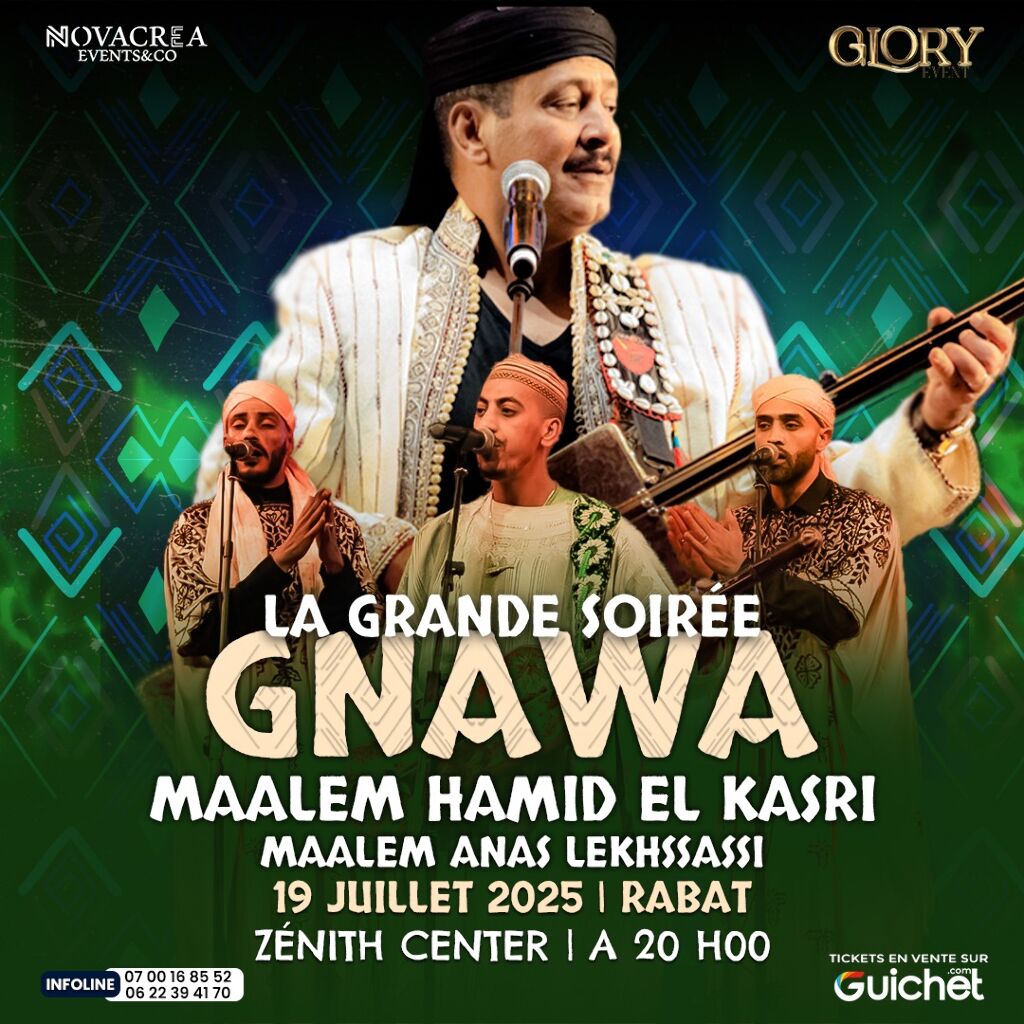 NOVACREA
EVENTS&CO
GLORY
EVENT
LA GRANDE SOIRÉE
GNAWA
MAALEM HAMID EL KASRI
MAALEM ANAS LEKHSSASSI
19 JUILLET 2025 | RABAT
ZÉNITH CENTER | A 20 H00
INFOLINE
07 00 16 85 52
06 22 39 41 70
TICKETS EN VENTE SUR
Guichet.com